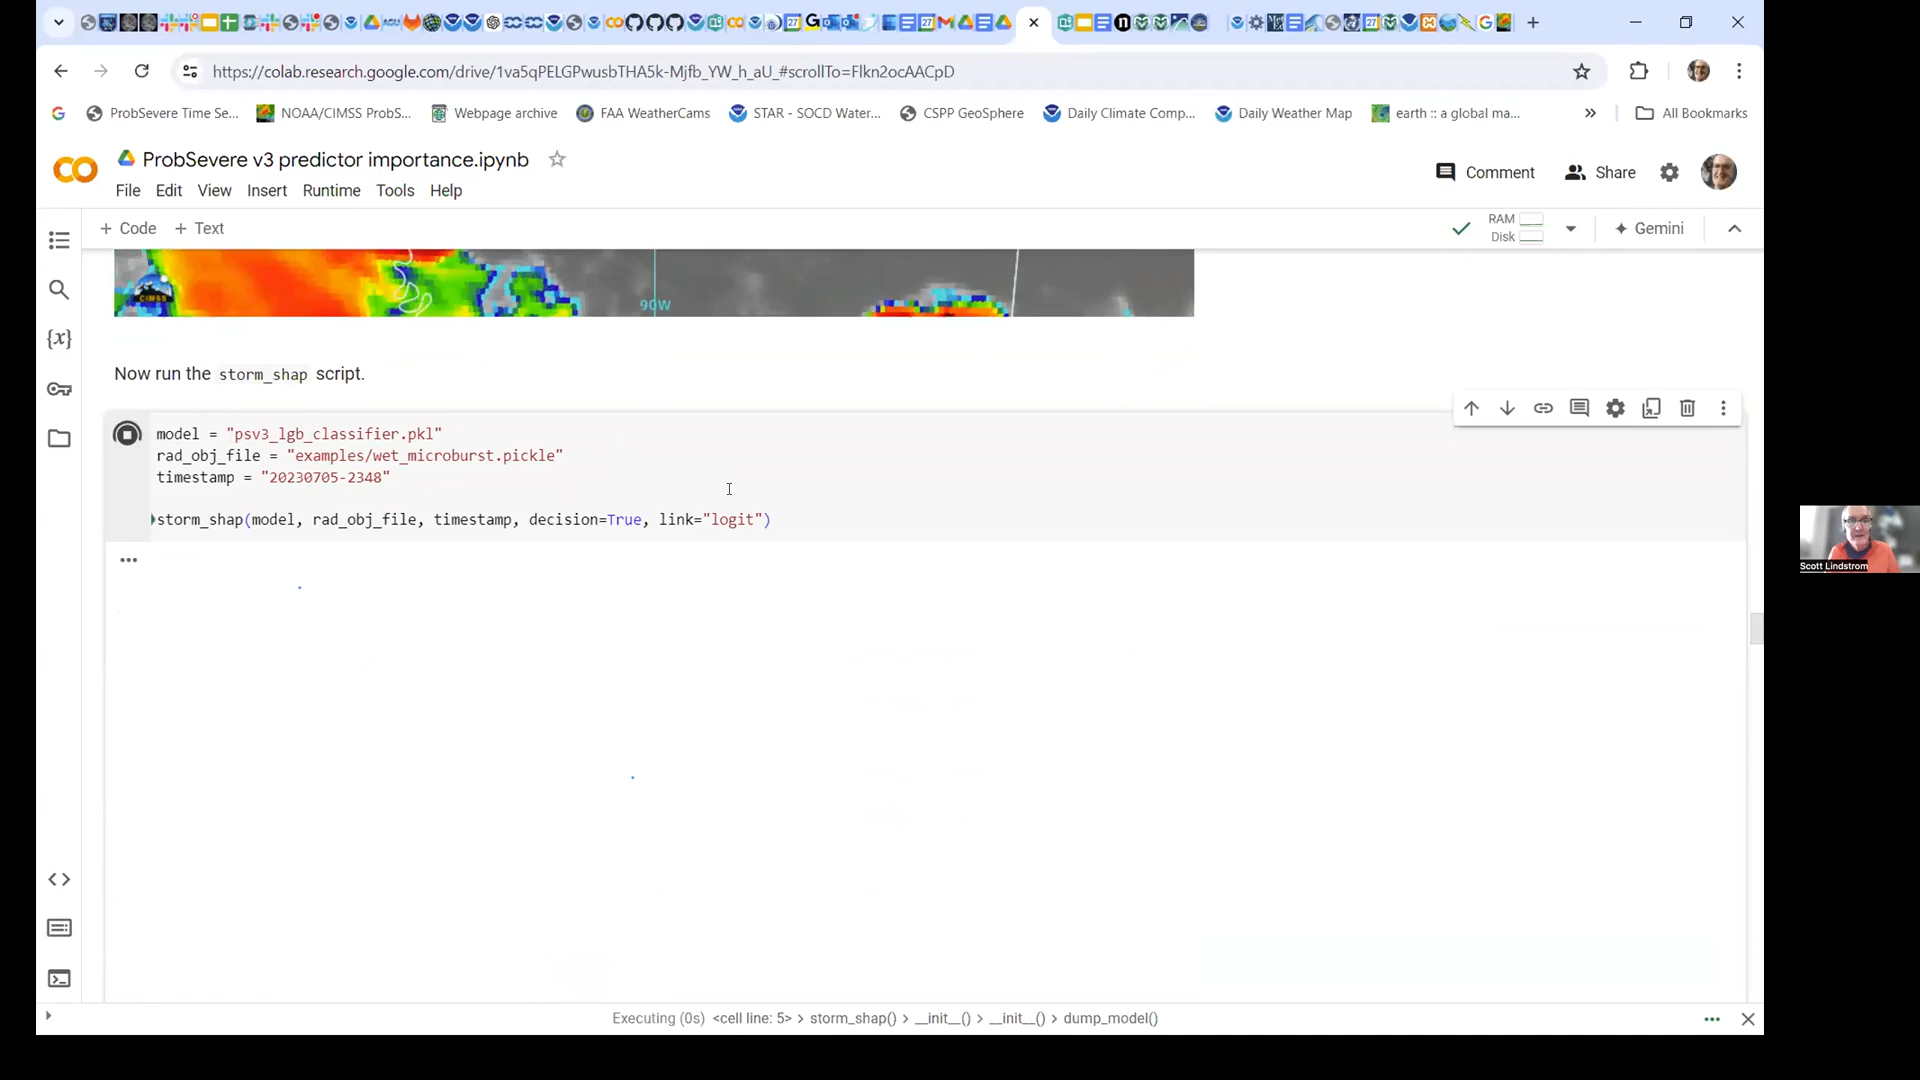 https://colab.research.google.com/drive/1va5qPELGPwusbTHA5k-Mjfb_YW_h_aU_#scrollTo=Flkn2ocAACpD
ProbSevere Time Se...
NOAA/CIMSS ProbS...
Webpage archive
FAA WeatherCams
STAR - SOCD Water...
CSPP GeoSphere
Daily Climate Comp...
Daily Weather Map
earth :: a global ma...
All Bookmarks
ProbSevere v3 predictor importance.ipynb
Comment
Share
File Edit View Insert Runtime Tools Help
+ Code + Text
RAM
Disk
Gemini
CIMSS
90W
Now run the storm_shap script.
model = "psv3_lgb_classifier.pkl"
rad_obj_file = "examples/wet_microburst.pickle"
timestamp = "20230705-2348"
storm_shap(model, rad_obj_file, timestamp, decision=True, link="logit")
Scott Lindstrom
Executing (0s) <cell line: 5> > storm_shap() > __init__() > __init__() > dump_model()